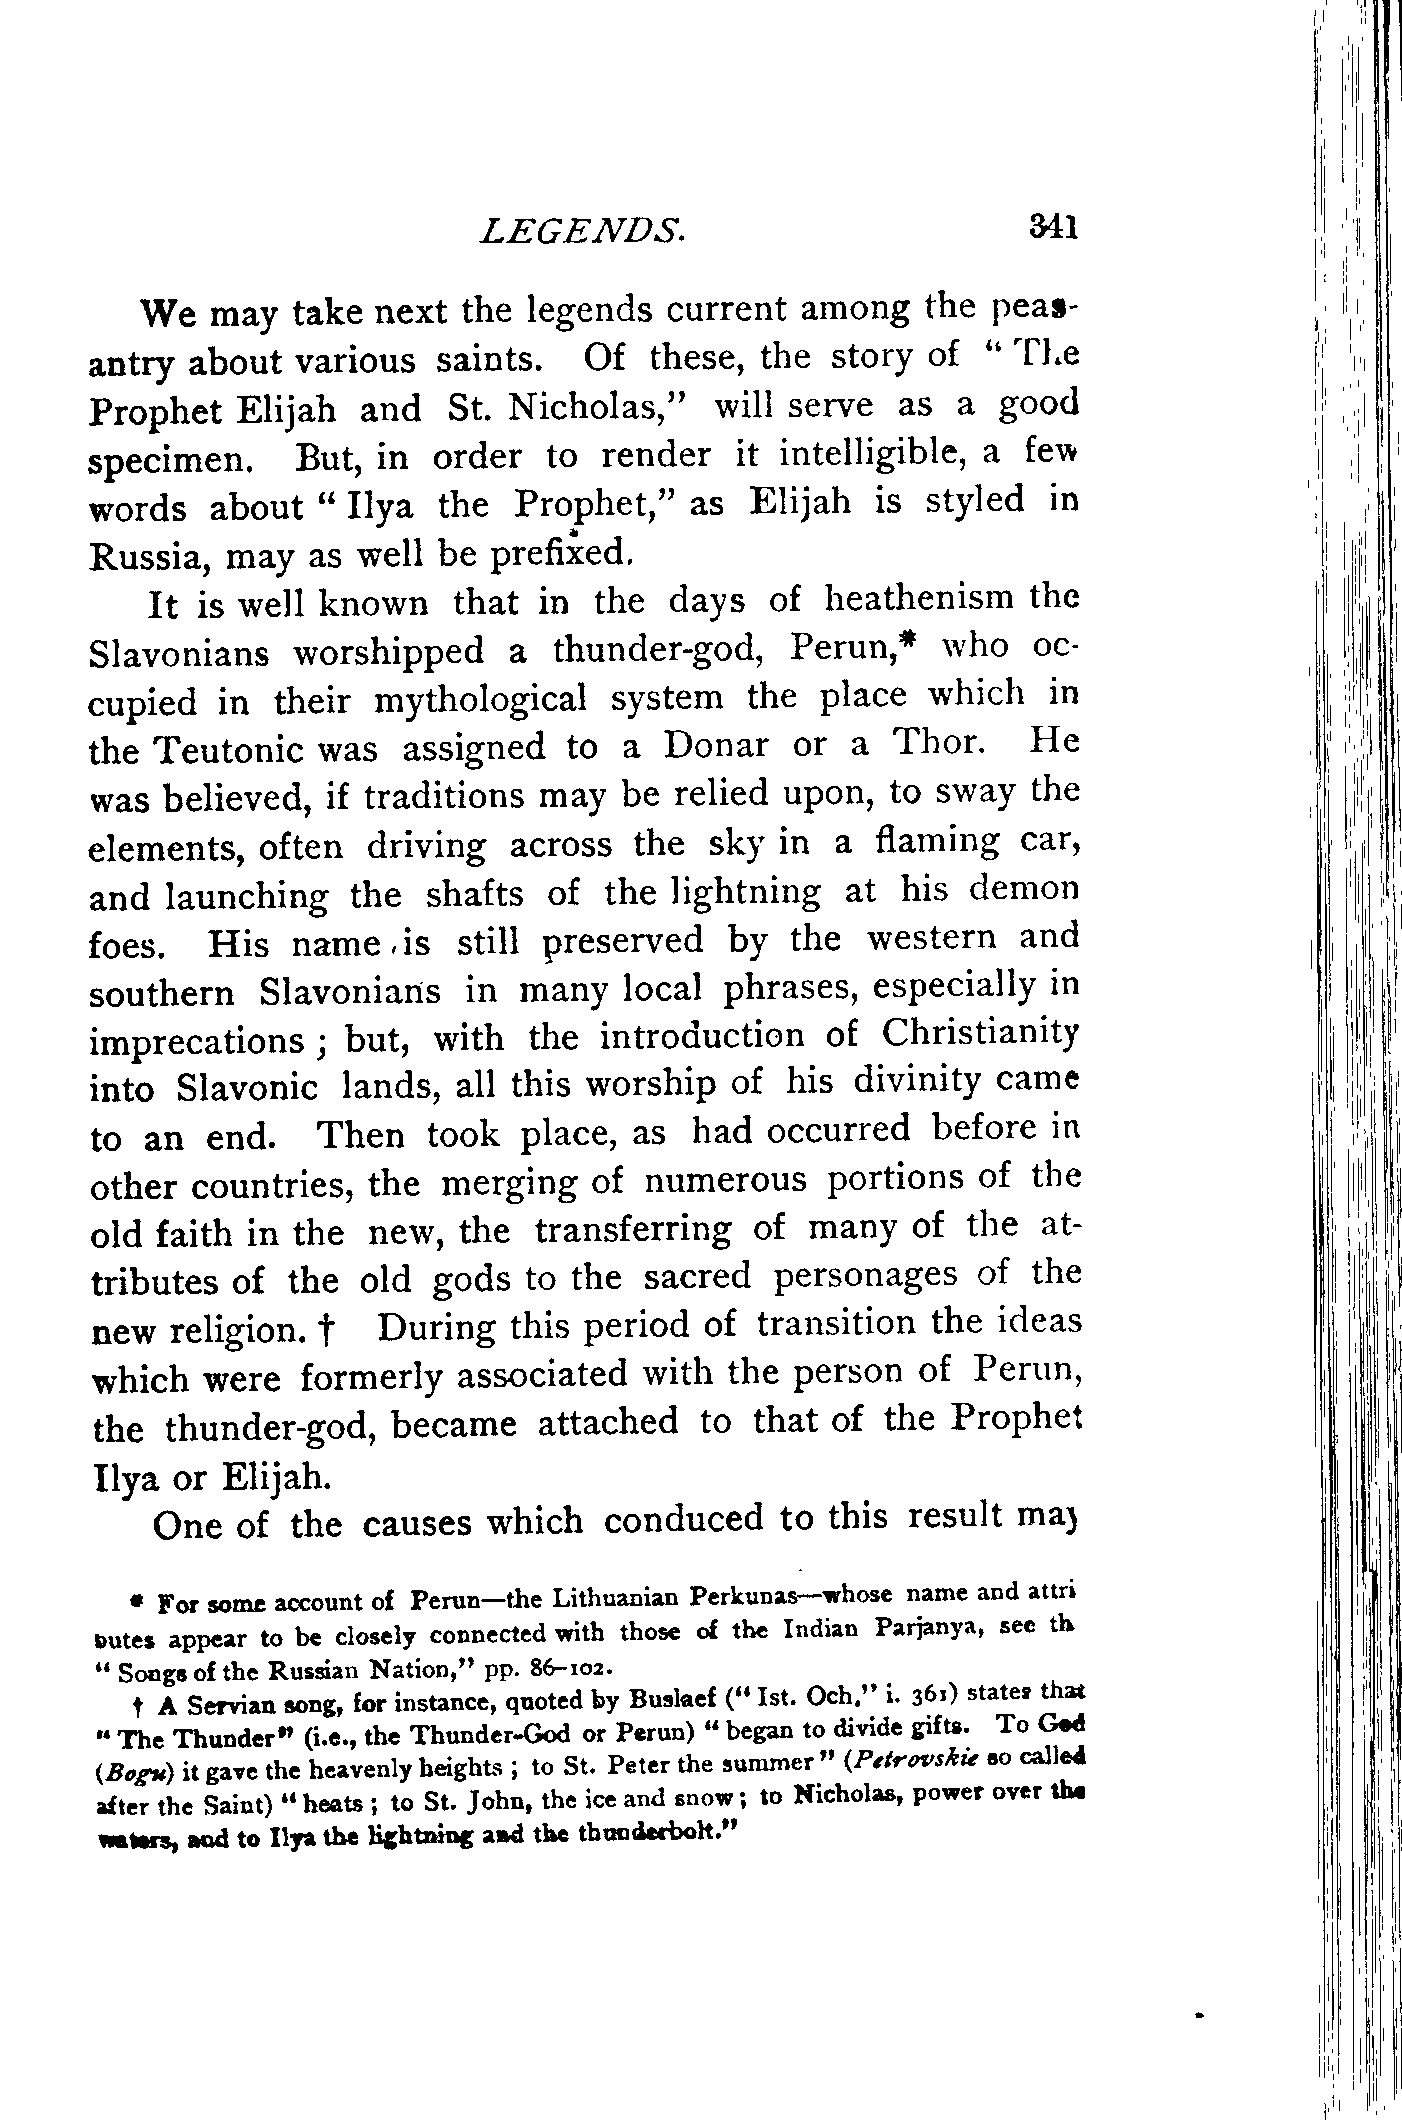 LEGENDS. 341
We may take next the legends current among the peas-
antry about various saints. Of these, the story of “ The
Prophet Elijah and St. Nicholas,” will serve as a good
specimen. But, in order to render it intelligible, a few
words about “ Ilya the Prophet,” as Elijah is styled in
Russia, may as well be prefixed.
It is well known that in the days of heathenism the
Slavonians worshipped a thunder-god, Perun,* who oc-
cupied in their mythological system the place which in
the Teutonic was assigned to a Donar or a Thor. He
was believed, if traditions may be relied upon, to sway the
elements, often driving across the sky in a flaming car,
and launching the shafts of the lightning at his demon
foes. His name is still preserved by the western and
southern Slavonians in many local phrases, especially in
imprecations ; but, with the introduction of Christianity
into Slavonic lands, all this worship of his divinity came
to an end. Then took place, as had occurred before in
other countries, the merging of numerous portions of the
old faith in the new, the transferring of many of the at-
tributes of the old gods to the sacred personages of the
new religion. † During this period of transition the ideas
which were formerly associated with the person of Perun,
the thunder-god, became attached to that of the Prophet
Ilya or Elijah.
One of the causes which conduced to this result may
* For some account of Perun—the Lithuanian Perkunas—whose name and attri
butes appear to be closely connected with those of the Indian Parjanya, see th
“ Songs of the Russian Nation,” pp. 86–102.
† A Servian song, for instance, quoted by Buslaef (“ Ist. Och.” i. 361) states that
“ The Thunder” (i.e., the Thunder-God or Perun) “ began to divide gifts. To God
(Bogu) it gave the heavenly heights ; to St. Peter the summer ” (Petrovskie so called
after the Saint) “ heats ; to St. John, the ice and snow ; to Nicholas, power over the
waters, and to Ilya the lightning and the thunderbolt.”